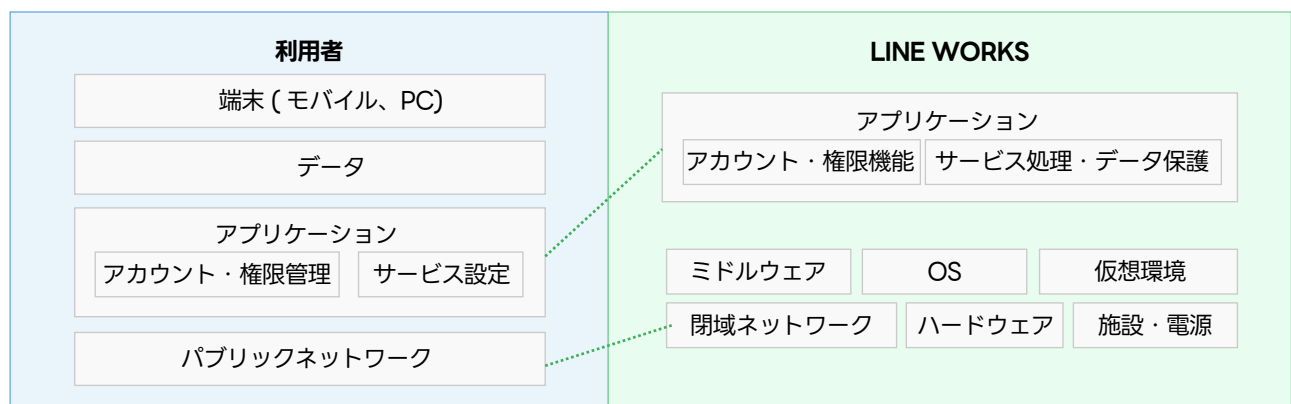 利用者
端末 ( モバイル、PC)
データ
アプリケーション
アカウント・権限管理
サービス設定
パブリックネットワーク
LINE WORKS
アプリケーション
アカウント・権限機能
サービス処理・データ保護
ミドルウェア
OS
仮想環境
閉域ネットワーク
ハードウェア
施設・電源